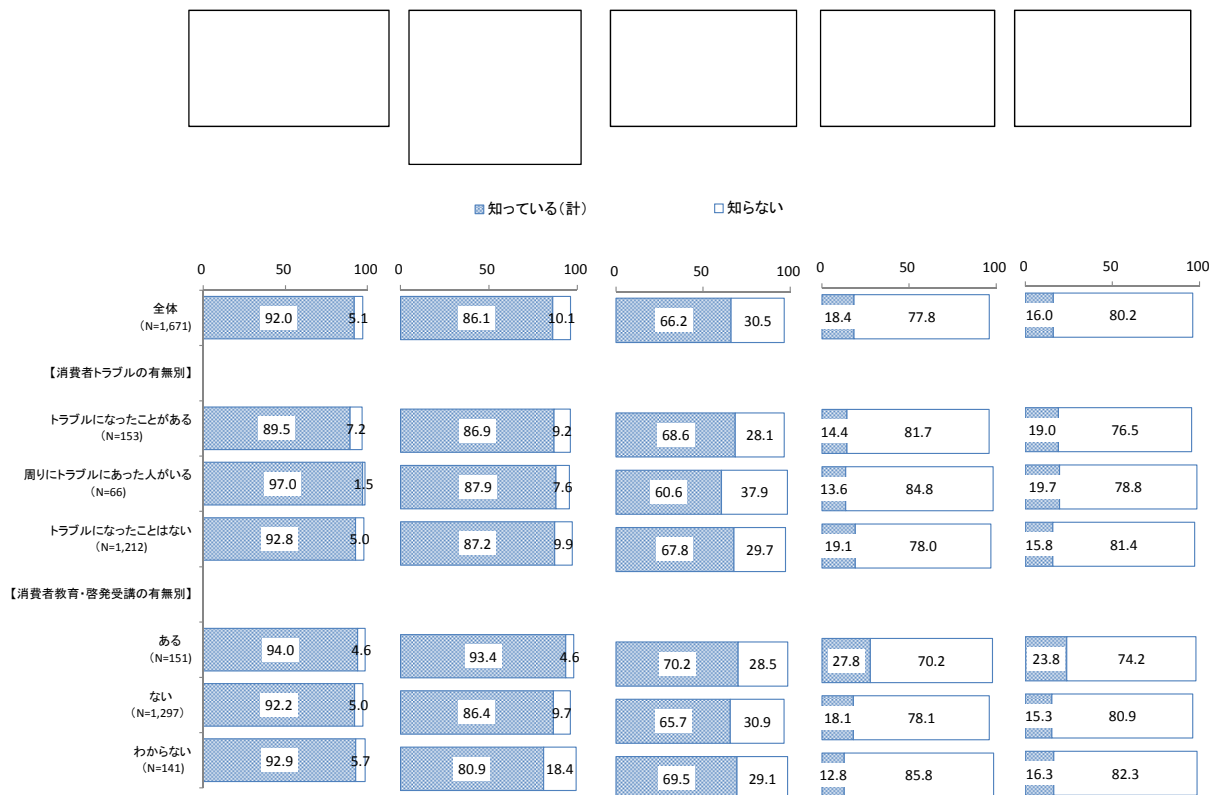 知っている(計) 知らない
0 50 100 0 50 100 0 50 100 0 50 100 0 50 100
全体
(N=1,671)
92.0 5.1 86.1 10.1 66.2 30.5 18.4 77.8 16.0 80.2
【消費者トラブルの有無別】
トラブルになったことがある
(N=153)
89.5 7.2 86.9 9.2 68.6 28.1 14.4 81.7 19.0 76.5
周りにトラブルにあった人がいる
(N=66)
97.0 1.5 87.9 7.6 60.6 37.9 13.6 84.8 19.7 78.8
トラブルになったことはない
(N=1,212)
92.8 5.0 87.2 9.9 67.8 29.7 19.1 78.0 15.8 81.4
【消費者教育・啓発受講の有無別】
ある
(N=151)
94.0 4.6 93.4 4.6 70.2 28.5 27.8 70.2 23.8 74.2
ない
(N=1,297)
92.2 5.0 86.4 9.7 65.7 30.9 18.1 78.1 15.3 80.9
わからない
(N=141)
92.9 5.7 80.9 18.4 69.5 29.1 12.8 85.8 16.3 82.3